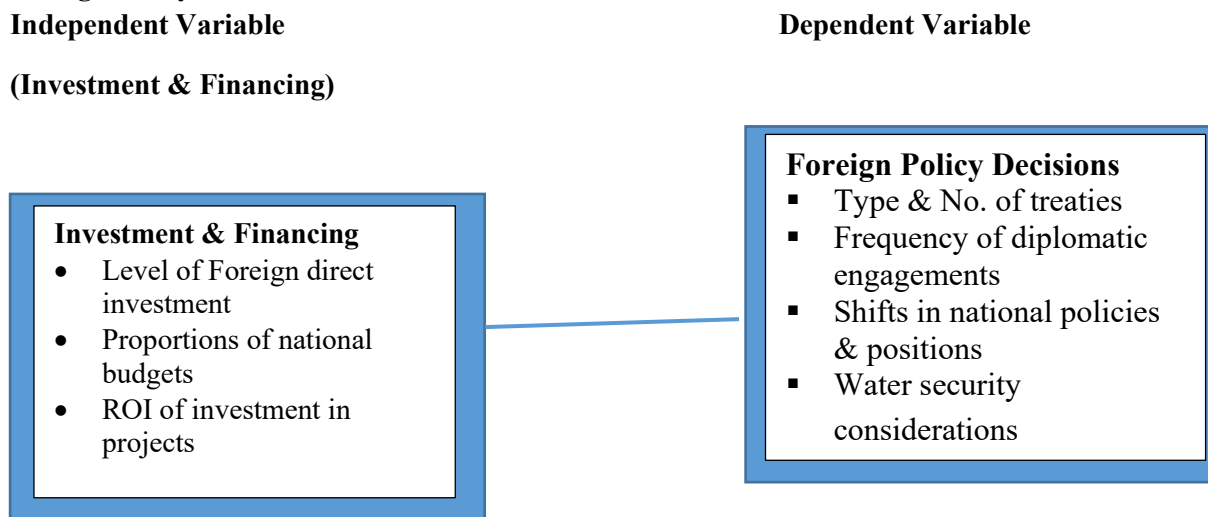 Independent Variable
Dependent Variable
(Investment & Financing)
Investment & Financing
• Level of Foreign direct
investment
• Proportions of national
budgets
• ROI of investment in
projects
Foreign Policy Decisions
▪ Type & No. of treaties
▪ Frequency of diplomatic
engagements
▪ Shifts in national policies
& positions
▪ Water security
considerations